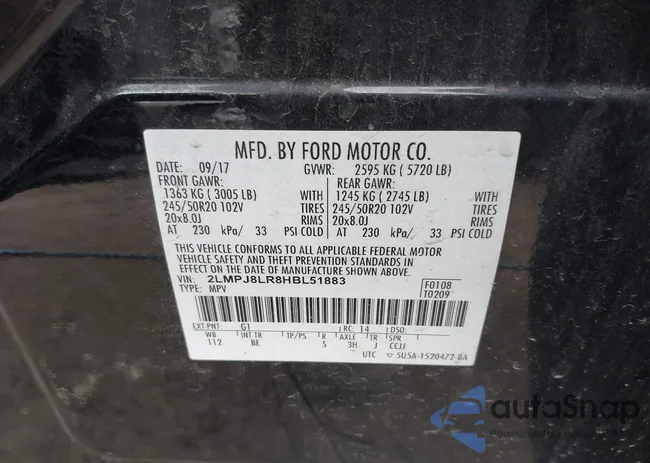 MFD. BY FORD MOTOR CO.
DATE: 09/17 GVWR: 2595 KG ( 5720 LB)
FRONT GAWR: REAR GAWR:
1363 KG ( 3005 LB) WITH 1245 KG ( 2745 LB) WITH
245/50R20 102V TIRES 245/50R20 102V TIRES
20x8.0J RIMS 20x8.0J RIMS
AT 230 kPa/ 33 PSI COLD AT 230 kPa/ 33 PSI COLD
THIS VEHICLE CONFORMS TO ALL APPLICABLE FEDERAL MOTOR
VEHICLE SAFETY AND THEFT PREVENTION STANDARDS IN
EFFECT ON THE DATE OF MANUFACTURE SHOWN ABOVE.
VIN: 2LMPJ8LR8HBL51883 F0108
TYPE: MPV T0209
EXT PNT: G1 RC: 14 DSO:
WB INT TR TP/PS R AXLE TR SPR
112 BE S 3H J CCJJ
UTC 5U5A-1520472-BA
autoSnap